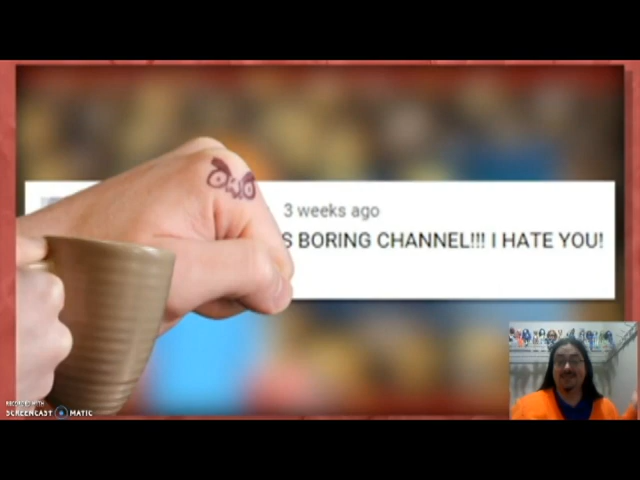 3 weeks ago
S BORING CHANNEL!!! I HATE YOU!
RECORDED WITH
SCREENCAST MATIC